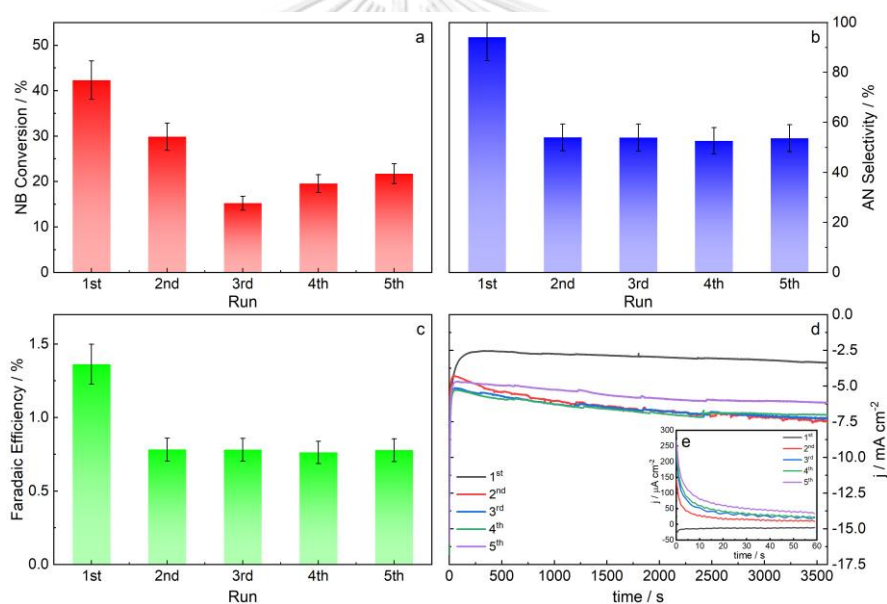 a
NB Conversion / %
50
40
30
20
10
0
1st 2nd 3rd 4th 5th
Run
b
AN Selectivity / %
100
80
60
40
20
0
1st 2nd 3rd 4th 5th
Run
c
Faradaic Efficiency / %
1.5
1.0
0.5
0.0
1st 2nd 3rd 4th 5th
Run
d
j / mA cm-2
0.0
-2.5
-5.0
-7.5
-10.0
-12.5
-15.0
-17.5
1st
2nd
3rd
4th
5th
0 500 1000 1500 2000 2500 3000 3500
time / s
e
j / µA cm-2
300
250
200
150
100
50
0
-50
1st
2nd
3rd
4th
5th
0 10 20 30 40 50 60
time / s